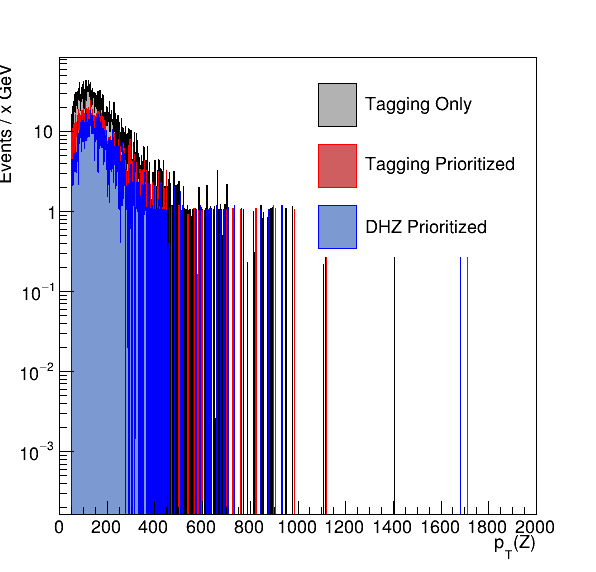 Events / x GeV
10
1
10⁻¹
10⁻²
10⁻³
Tagging Only
Tagging Prioritized
DHZ Prioritized
0 200 400 600 800 1000 1200 1400 1600 1800 2000
p_T(Z)